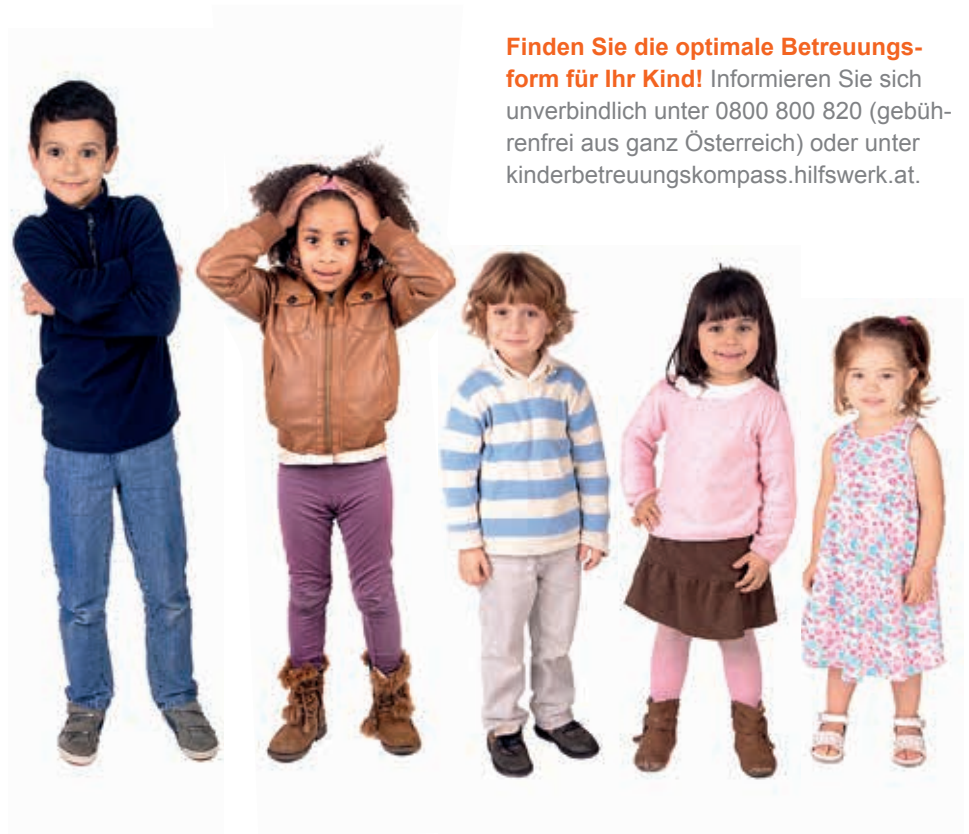 Finden Sie die optimale Betreuungs-
form für Ihr Kind! Informieren Sie sich
unverbindlich unter 0800 800 820 (gebüh-
renfrei aus ganz Österreich) oder unter
kinderbetreuungskompass.hilfswerk.at.